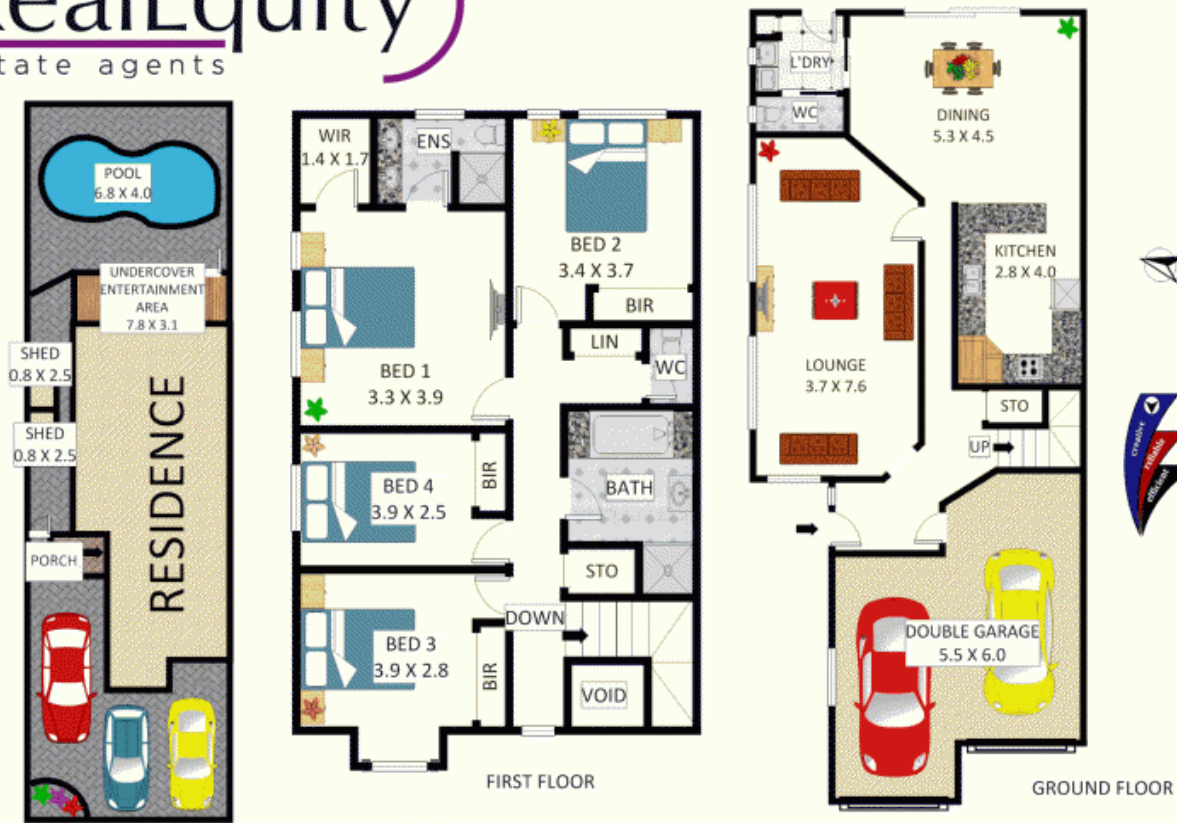 RealEquity
estate agents
POOL
6.8 X 4.0
UNDERCOVER
ENTERTAINMENT
AREA
7.8 X 3.1
SHED
0.8 X 2.5
SHED
0.8 X 2.5
RESIDENCE
PORCH
WIR
1.4 X 1.7
ENS
BED 2
3.4 X 3.7
BIR
LIN
WC
BED 1
3.3 X 3.9
BED 4
3.9 X 2.5
BIR
BATH
STO
DOWN
BED 3
3.9 X 2.8
BIR
VOID
FIRST FLOOR
L'DRY
WC
DINING
5.3 X 4.5
KITCHEN
2.8 X 4.0
LOUNGE
3.7 X 7.6
STO
UP
DOUBLE GARAGE
5.5 X 6.0
GROUND FLOOR
creative
reliable
efficient